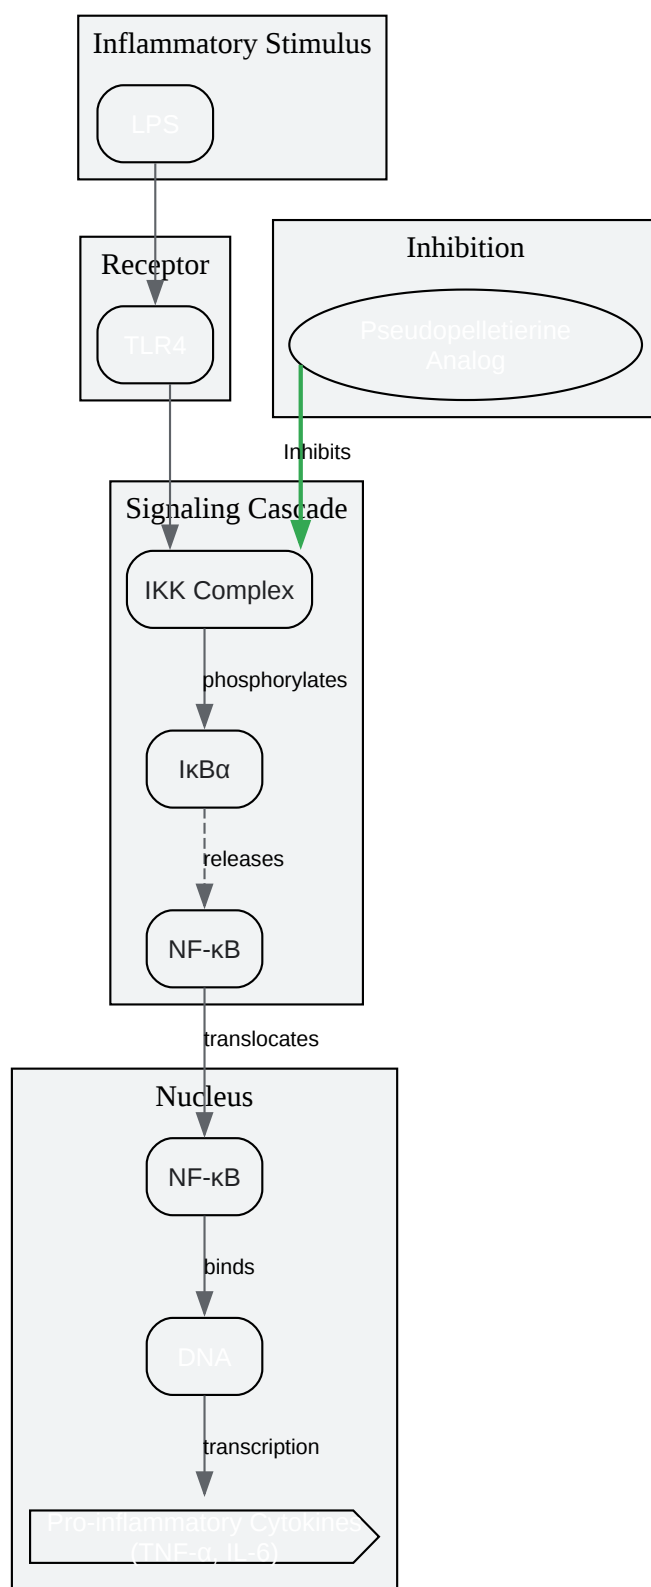 Inflammatory Stimulus
LPS
Receptor
TLR4
Inhibition
Pseudopelletierine
Analog
Inhibits
Signaling Cascade
IKK Complex
phosphorylates
IκBα
releases
NF-κB
translocates
Nucleus
NF-κB
binds
DNA
transcription
Pro-inflammatory Cytokines
(TNF-α, IL-6)